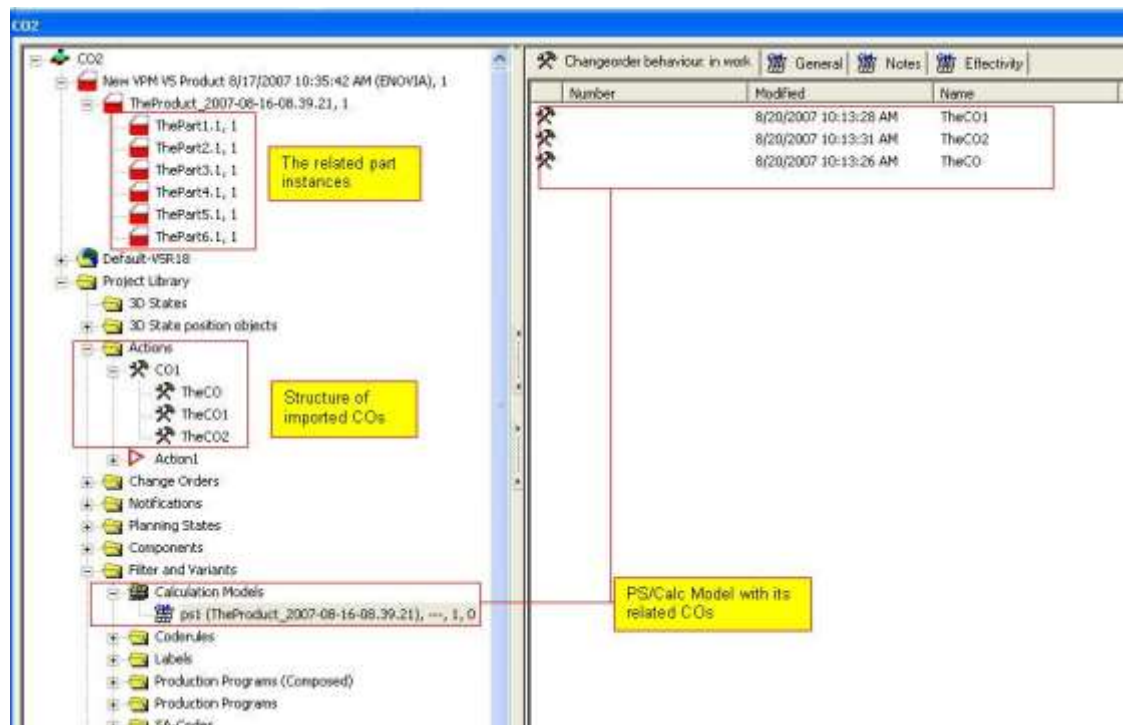 CO2
CO2
New VPM V5 Product 8/17/2007 10:35:42 AM (ENOVIA), 1
TheProduct_2007-08-16-08.39.21, 1
ThePart1.1, 1
ThePart2.1, 1
ThePart3.1, 1
ThePart4.1, 1
ThePart5.1, 1
ThePart6.1, 1
The related part
instances
Default-V5R18
Project Library
3D States
3D State position objects
Actions
CO1
TheCO
TheCO1
TheCO2
Structure of
imported COs
Action1
Change Orders
Notifications
Planning States
Components
Filter and Variants
Calculation Models
ps1 (TheProduct_2007-08-16-08.39.21), ---, 1, 0
Coderules
Labels
Production Programs (Composed)
Production Programs
SA Codes
Changeorder behaviour: in work
General
Notes
Effectivity
Number Modified Name
8/20/2007 10:13:28 AM TheCO1
8/20/2007 10:13:31 AM TheCO2
8/20/2007 10:13:26 AM TheCO
PS/Calc Model with its
related COs